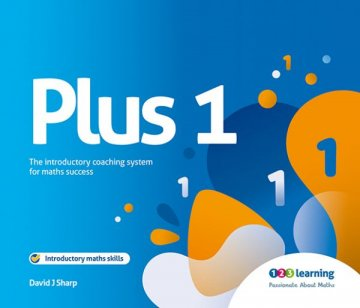 1
Plus 1
The introductory coaching system
for maths success
1
1
Introductory maths skills
David J Sharp
123 learning
Passionate About Maths